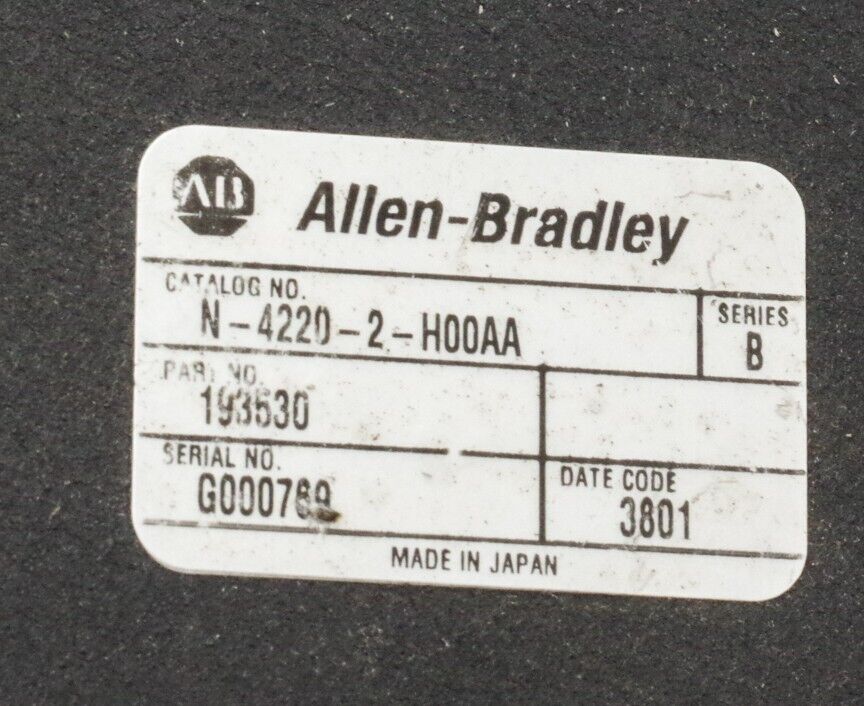 AB Allen-Bradley
CATALOG NO.
SERIES
N-4220-2-H00AA
B
PART NO.
193530
SERIAL NO.
DATE CODE
G000769
3801
MADE IN JAPAN